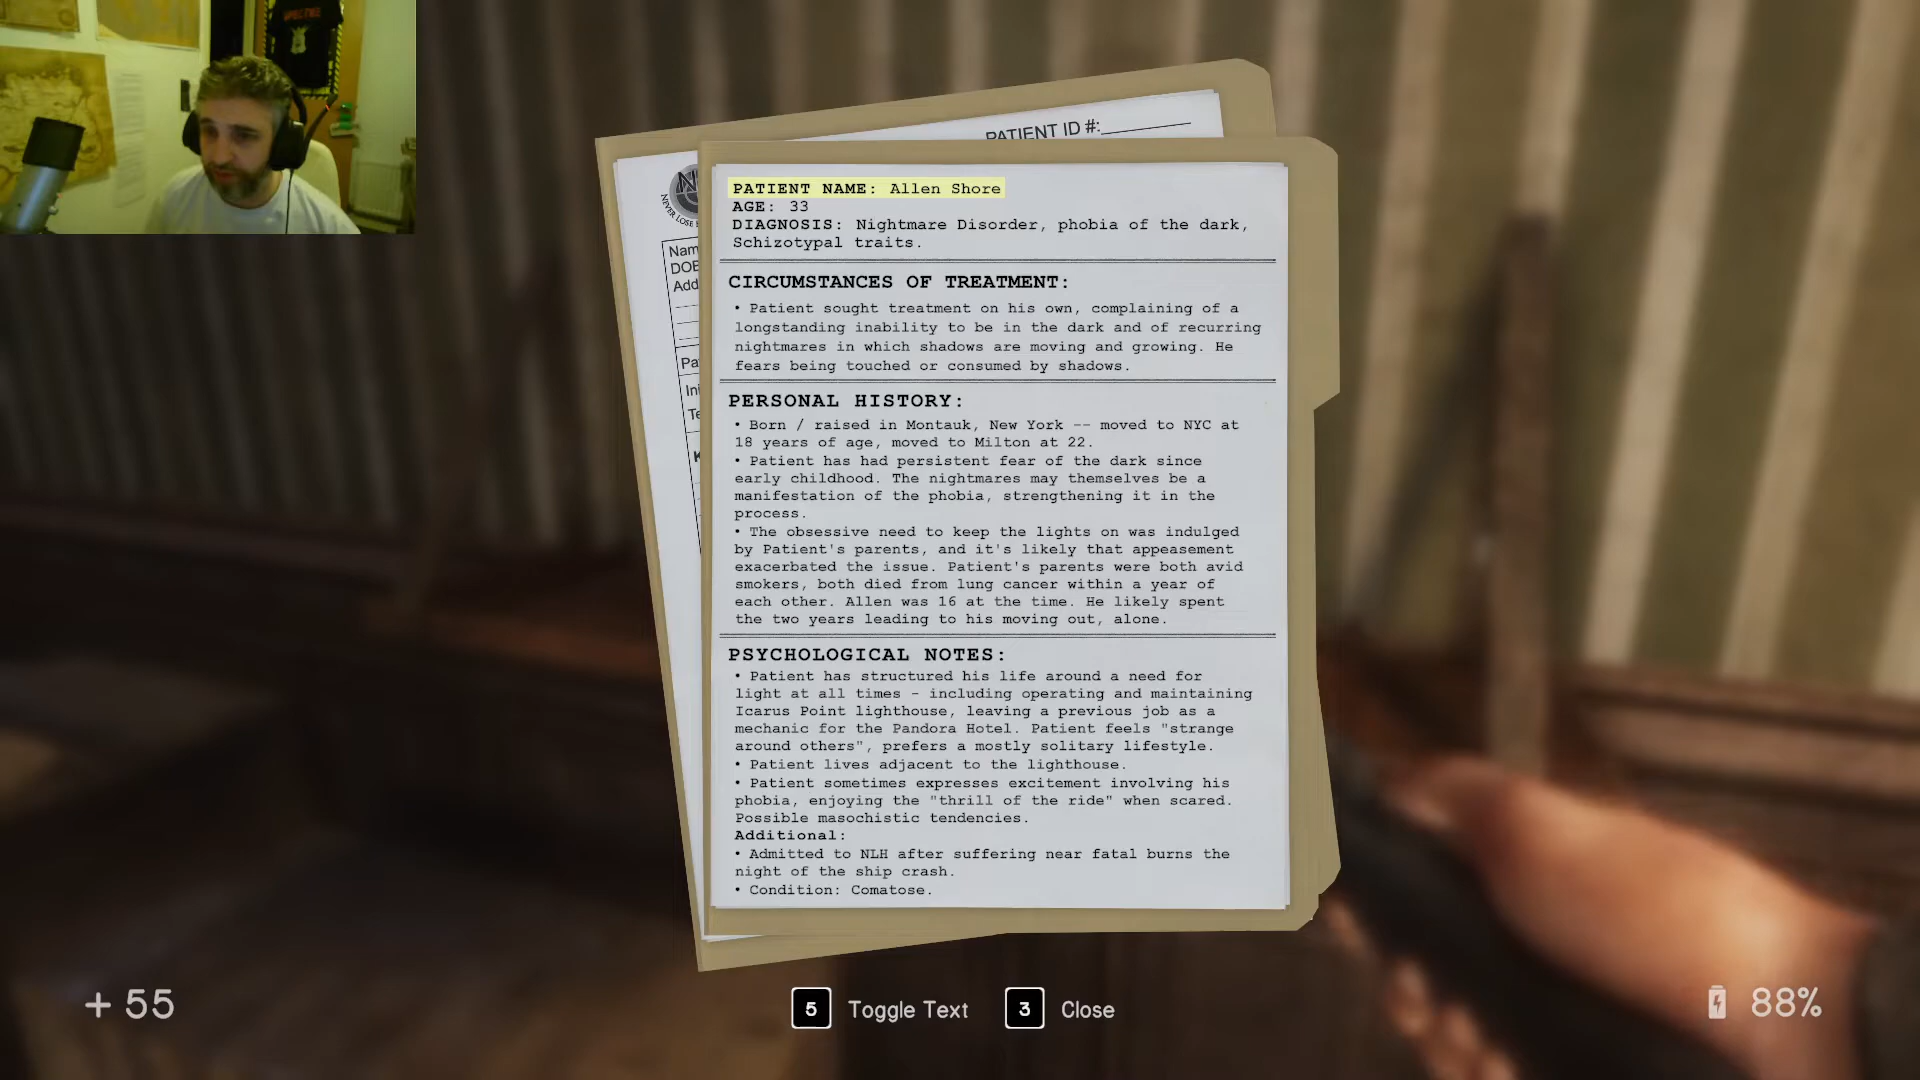 PATIENT ID #:
NEVER LOSE
Name
DOB
PATIENT NAME: Allen Shore
AGE: 33
DIAGNOSIS: Nightmare Disorder, phobia of the dark,
Schizotypal traits.
CIRCUMSTANCES OF TREATMENT:
• Patient sought treatment on his own, complaining of a
longstanding inability to be in the dark and of recurring
nightmares in which shadows are moving and growing. He
fears being touched or consumed by shadows.
PERSONAL HISTORY:
• Born / raised in Montauk, New York -- moved to NYC at
18 years of age, moved to Milton at 22.
• Patient has had persistent fear of the dark since
early childhood. The nightmares may themselves be a
manifestation of the phobia, strengthening it in the
process.
• The obsessive need to keep the lights on was indulged
by Patient's parents, and it's likely that appeasement
exacerbated the issue. Patient's parents were both avid
smokers, both died from lung cancer within a year of
each other. Allen was 16 at the time. He likely spent
the two years leading to his moving out, alone.
PSYCHOLOGICAL NOTES:
• Patient has structured his life around a need for
light at all times - including operating and maintaining
Icarus Point lighthouse, leaving a previous job as a
mechanic for the Pandora Hotel. Patient feels "strange
around others", prefers a mostly solitary lifestyle.
• Patient lives adjacent to the lighthouse.
• Patient sometimes expresses excitement involving his
phobia, enjoying the "thrill of the ride" when scared.
Possible masochistic tendencies.
Additional:
• Admitted to NLH after suffering near fatal burns the
night of the ship crash.
• Condition: Comatose.
+ 55
5 Toggle Text 3 Close
88%